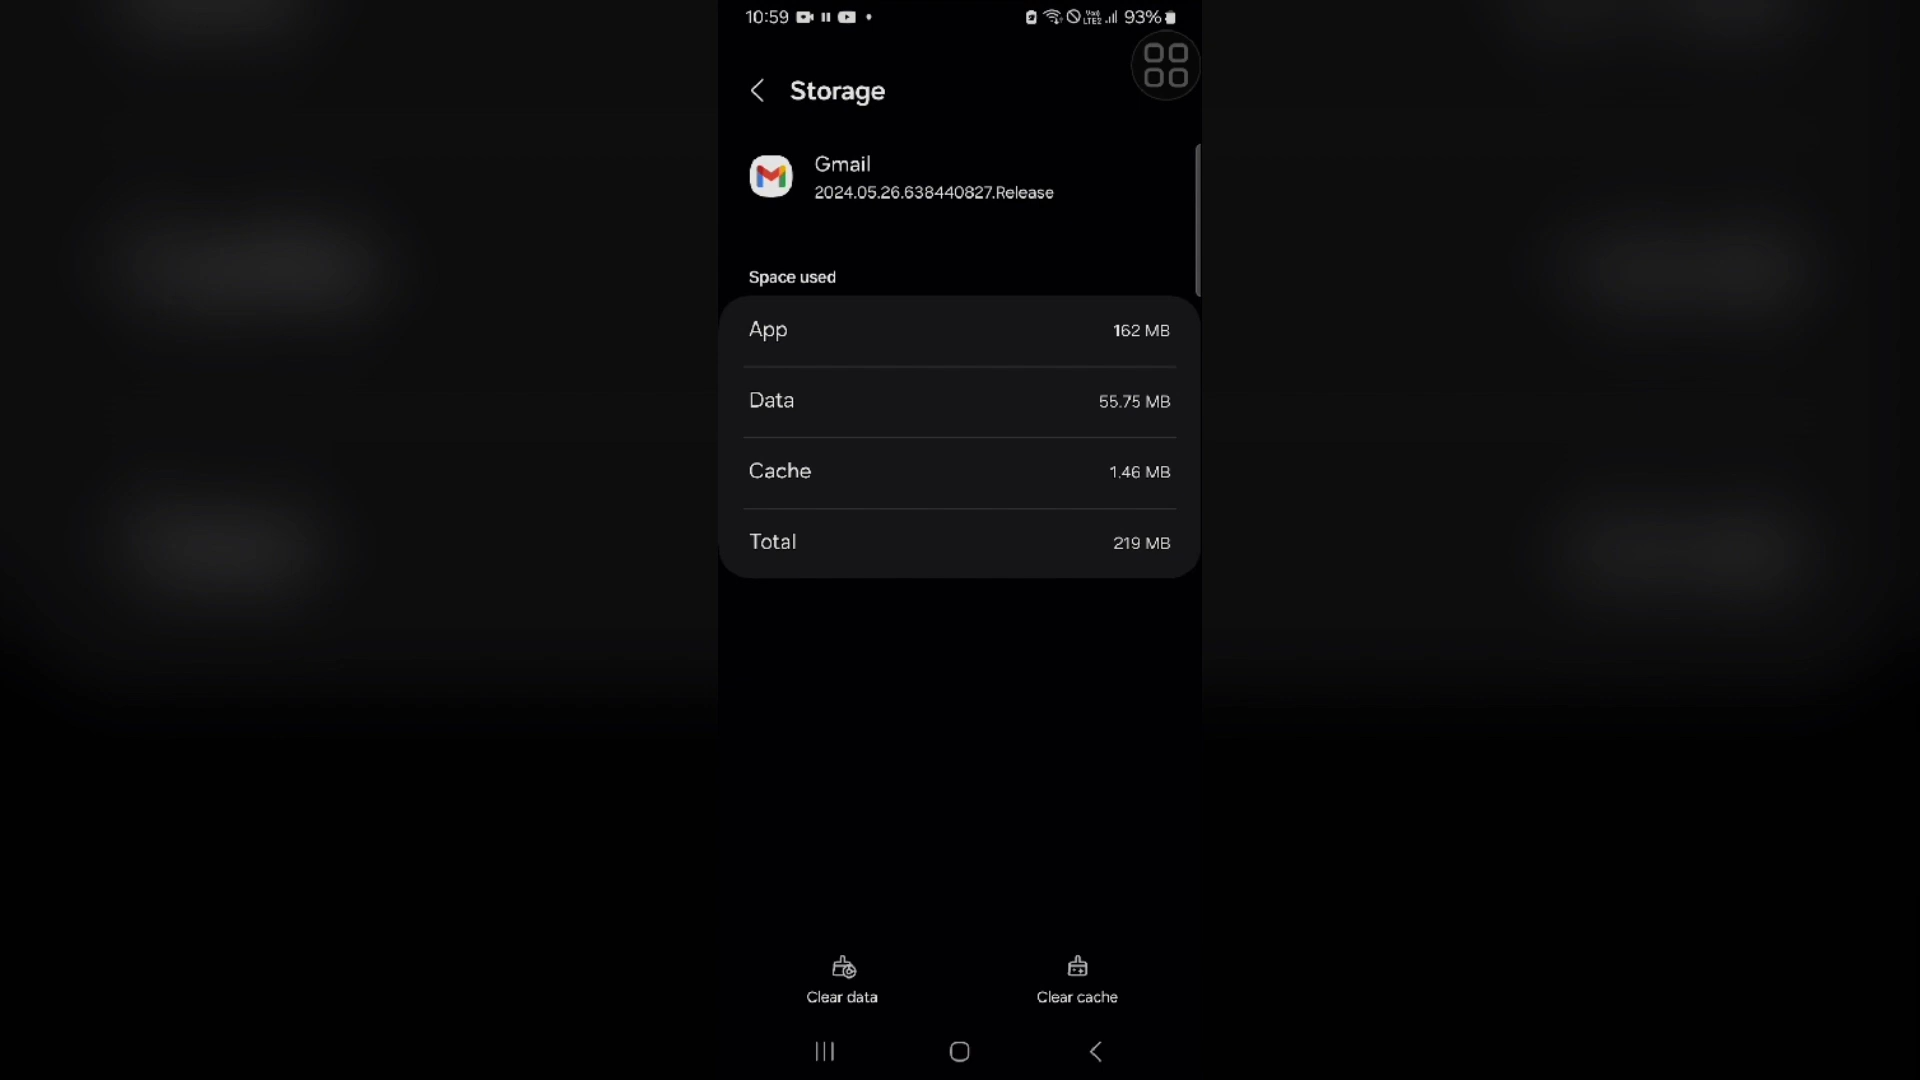 10:59 93%
Storage
Gmail
2024.05.26.638440827.Release
Space used
App 162 MB
Data 55.75 MB
Cache 1.46 MB
Total 219 MB
Clear data Clear cache